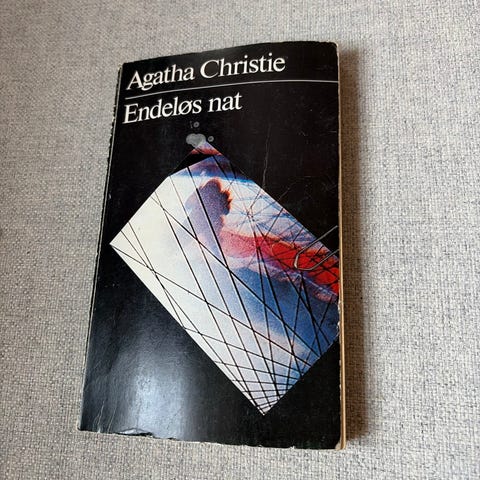 Agatha Christie
Endeløs nat